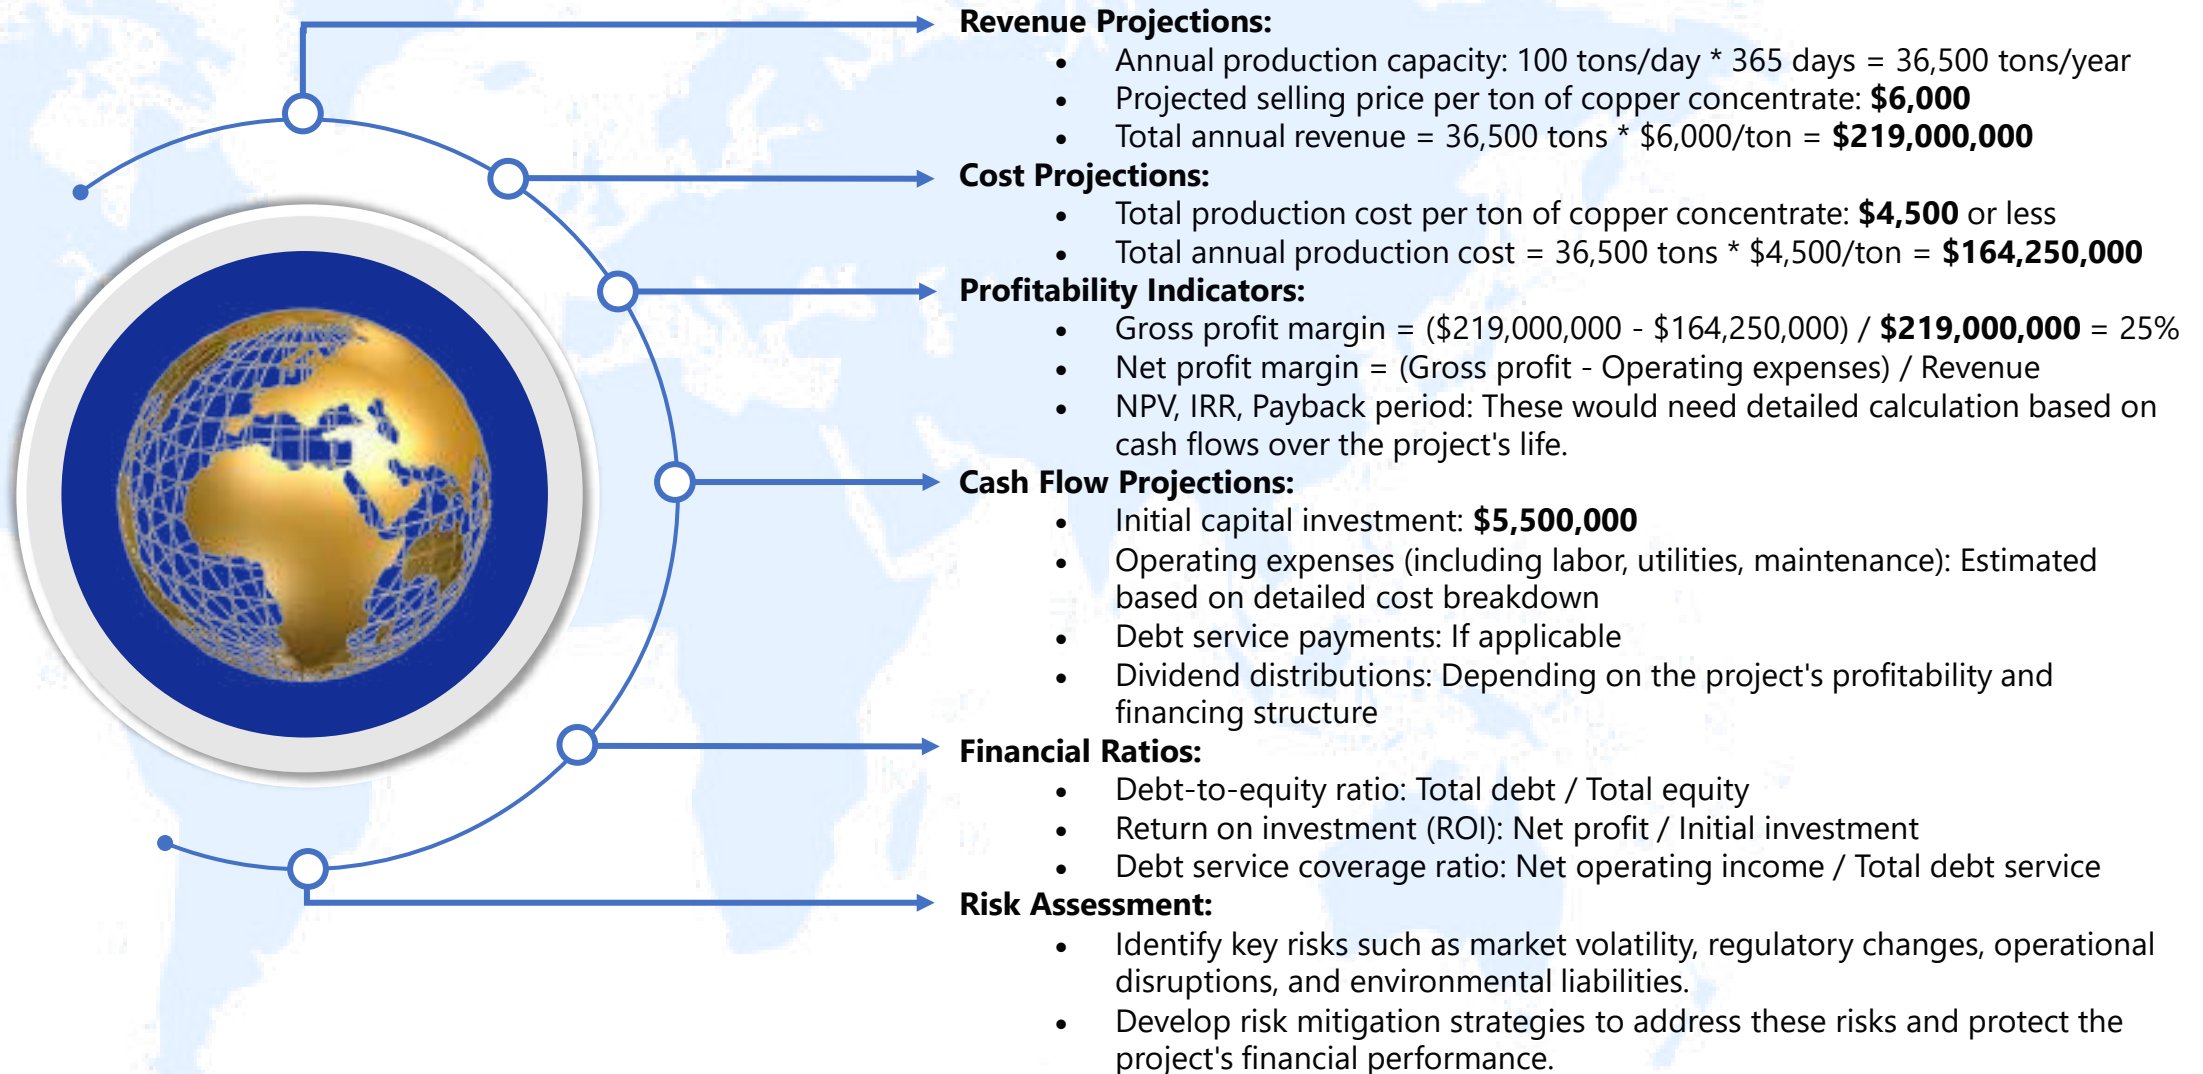 Revenue Projections:
• Annual production capacity: 100 tons/day * 365 days = 36,500 tons/year
• Projected selling price per ton of copper concentrate: $6,000
• Total annual revenue = 36,500 tons * $6,000/ton = $219,000,000
Cost Projections:
• Total production cost per ton of copper concentrate: $4,500 or less
• Total annual production cost = 36,500 tons * $4,500/ton = $164,250,000
Profitability Indicators:
• Gross profit margin = ($219,000,000 - $164,250,000) / $219,000,000 = 25%
• Net profit margin = (Gross profit - Operating expenses) / Revenue
• NPV, IRR, Payback period: These would need detailed calculation based on
cash flows over the project's life.
Cash Flow Projections:
• Initial capital investment: $5,500,000
• Operating expenses (including labor, utilities, maintenance): Estimated
based on detailed cost breakdown
• Debt service payments: If applicable
• Dividend distributions: Depending on the project's profitability and
financing structure
Financial Ratios:
• Debt-to-equity ratio: Total debt / Total equity
• Return on investment (ROI): Net profit / Initial investment
• Debt service coverage ratio: Net operating income / Total debt service
Risk Assessment:
• Identify key risks such as market volatility, regulatory changes, operational
disruptions, and environmental liabilities.
• Develop risk mitigation strategies to address these risks and protect the
project's financial performance.